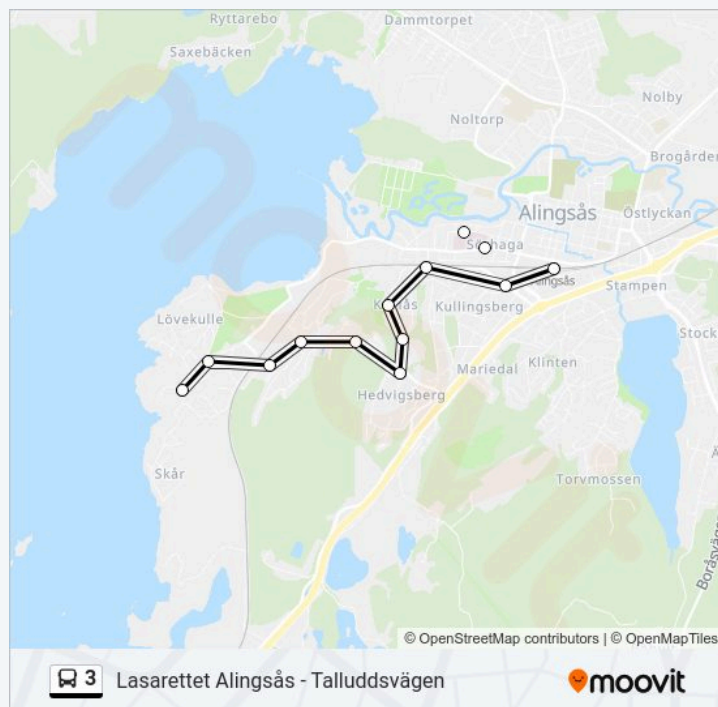 Ryttarebo
Dammtorpet
Saxebäcken
Nolby
Noltorp
Brogården
Alingsås
Östlyckan
Alingsås
Stampen
Kullingsberg
Lövekulle
Stock
Mariedal
Klinten
Hedvigsberg
Skår
Torvmossen
Boråsväge
© OpenStreetMap contributors | © OpenMapTiles
3 Lasarettet Alingsås - Talluddsvägen
moovit